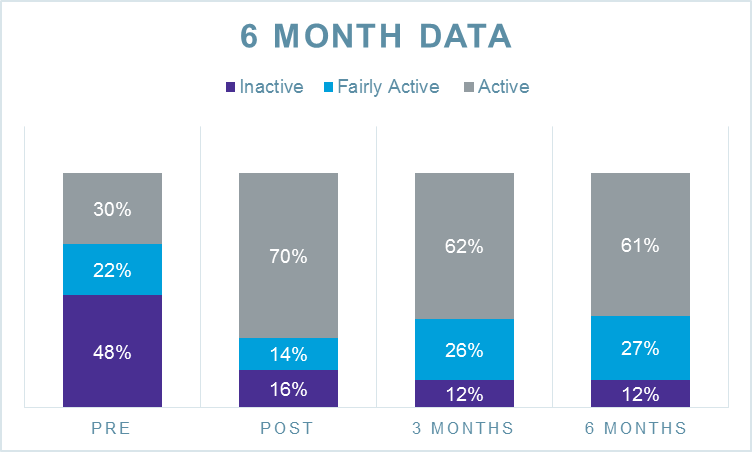 6 MONTH DATA
Inactive Fairly Active Active
30% 70% 62% 61%
22% 14% 26% 27%
48% 16% 12% 12%
PRE POST 3 MONTHS 6 MONTHS